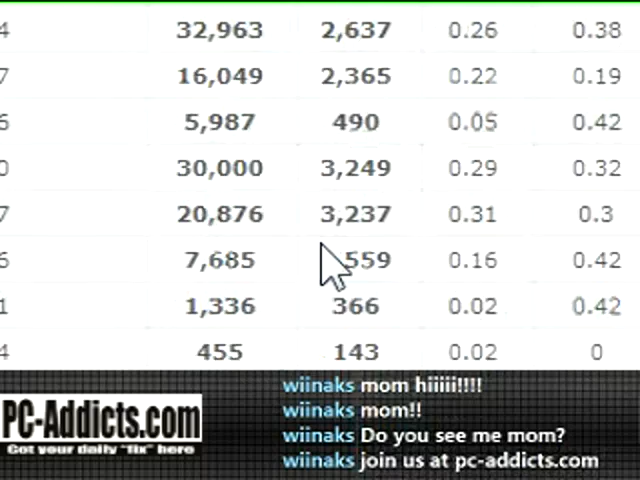 4 32,963 2,637 0.26 0.38
7 16,049 2,365 0.22 0.19
6 5,987 490 0.05 0.42
0 30,000 3,249 0.29 0.32
7 20,876 3,237 0.31 0.3
6 7,685 559 0.16 0.42
1 1,336 366 0.02 0.42
4 455 143 0.02 0
PC-Addicts.com
Got your daily "fix" here
wiinaks mom hiiiii!!!!
wiinaks mom!!
wiinaks Do you see me mom?
wiinaks join us at pc-addicts.com